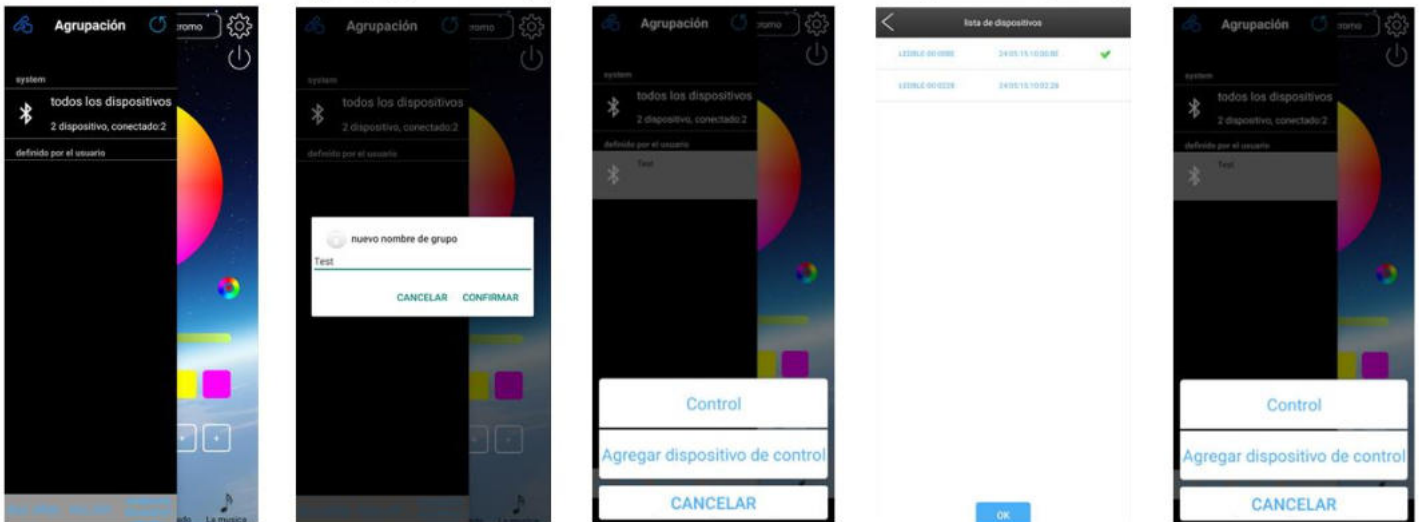 Agrupación
romo
system
todos los dispositivos
2 dispositivo, conectado:2
definido por el usuario
La musica
Agrupación
romo
system
todos los dispositivos
2 dispositivo, conectado:2
definido por el usuario
nuevo nombre de grupo
Test
CANCELAR CONFIRMAR
Agrupación
romo
system
todos los dispositivos
2 dispositivo, conectado:2
definido por el usuario
Test
Control
Agregar dispositivo de control
CANCELAR
lista de dispositivos
OK
Agrupación
romo
system
todos los dispositivos
2 dispositivo, conectado:2
definido por el usuario
Test
Control
Agregar dispositivo de control
CANCELAR